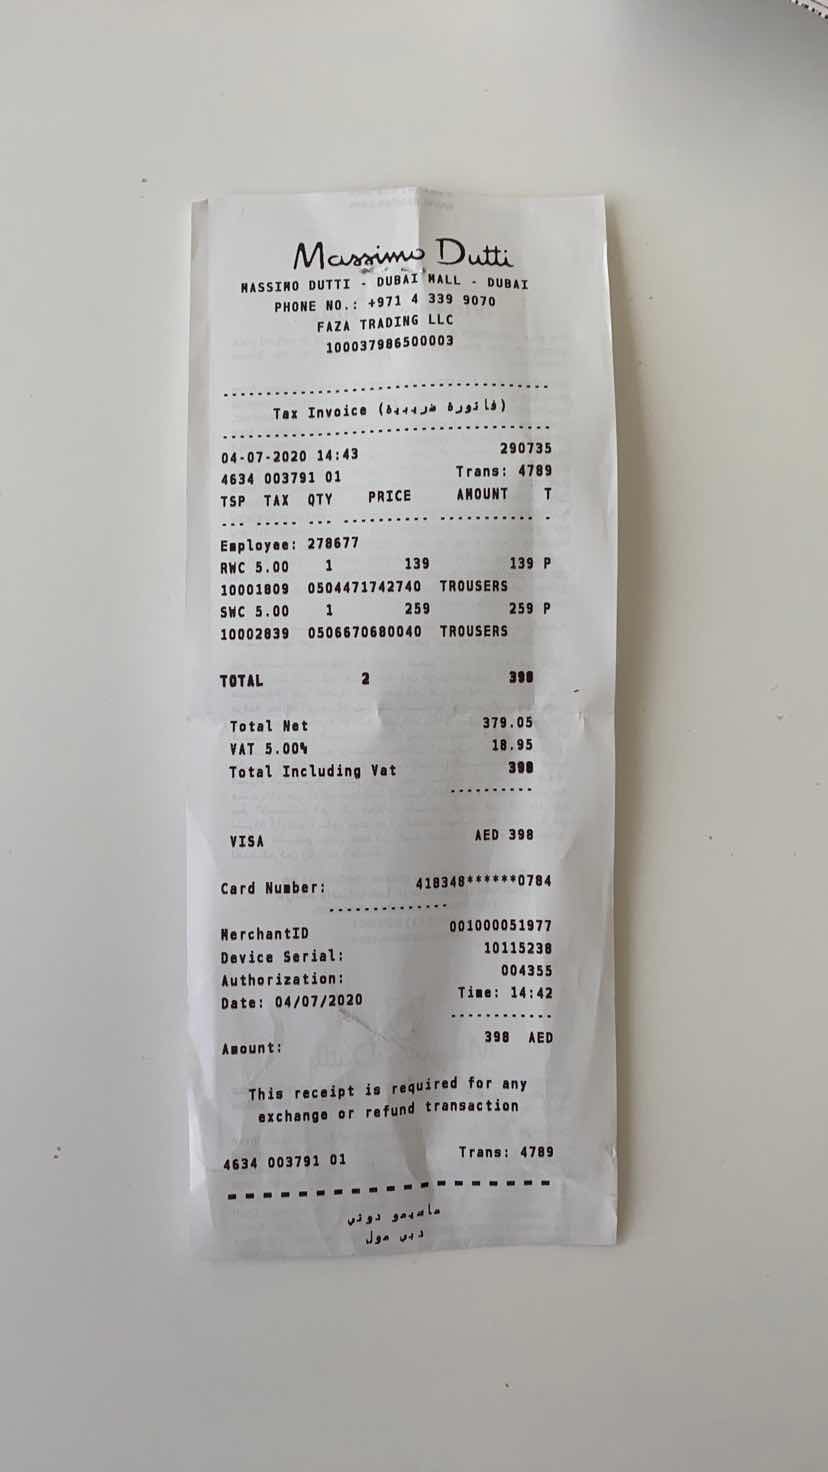 Massimo Dutti
MASSIMO DUTTI - DUBAI MALL - DUBAI
PHONE NO.: +971 4 339 9070
FAZA TRADING LLC
100037986500003
Tax Invoice (فاتورة ضريبية)
04-07-2020 14:43 290735
4634 003791 01 Trans: 4789
TSP TAX QTY PRICE AMOUNT T
Employee: 278677
RWC 5.00 1 139 139 P
10001809 0504471742740 TROUSERS
SWC 5.00 1 259 259 P
10002839 0506670680040 TROUSERS
TOTAL 2 398
Total Net 379.05
VAT 5.00% 18.95
Total Including Vat 398
VISA AED 398
Card Number: 418348******0784
MerchantID 001000051977
Device Serial: 10115238
Authorization: 004355
Date: 04/07/2020 Time: 14:42
Amount: 398 AED
This receipt is required for any
exchange or refund transaction
4634 003791 01 Trans: 4789
ماسيمو دوتي
دبي مول